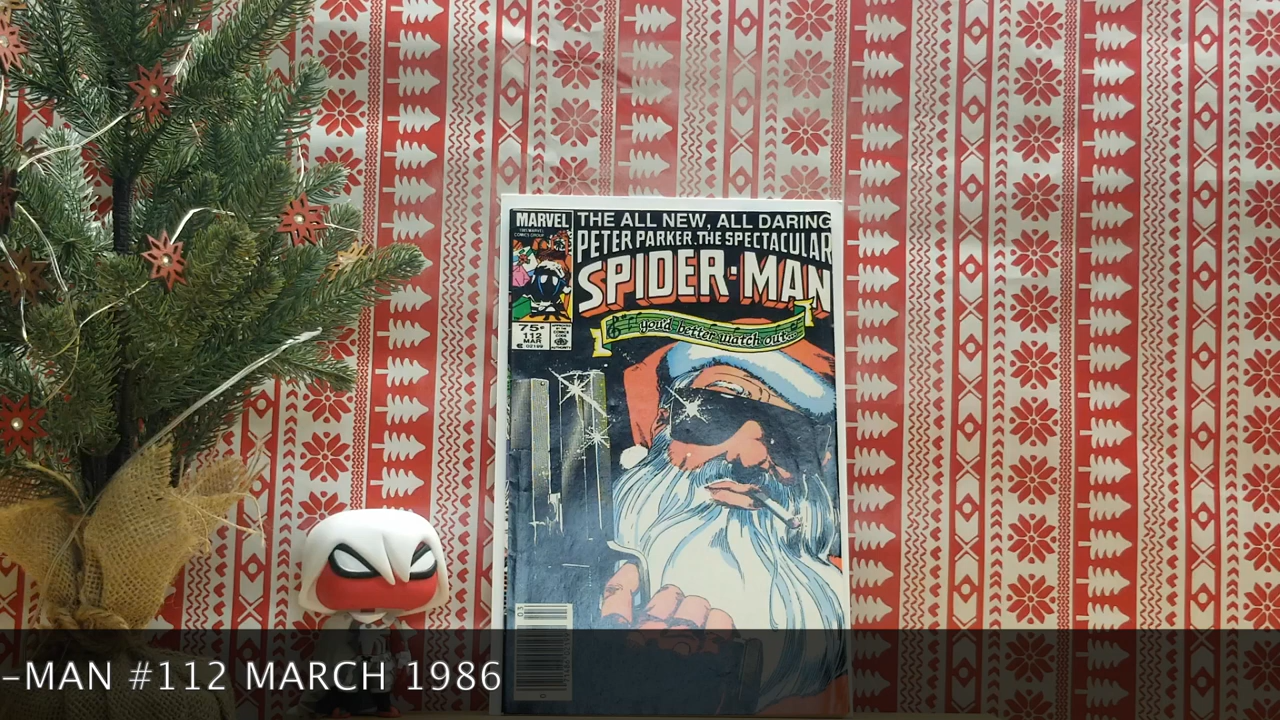 MARVEL
THE ALL NEW, ALL DARING
PETER PARKER, THE SPECTACULAR
SPIDER-MAN
you'd better watch out...
75¢
112
MAR
02199
-MAN #112 MARCH 1986